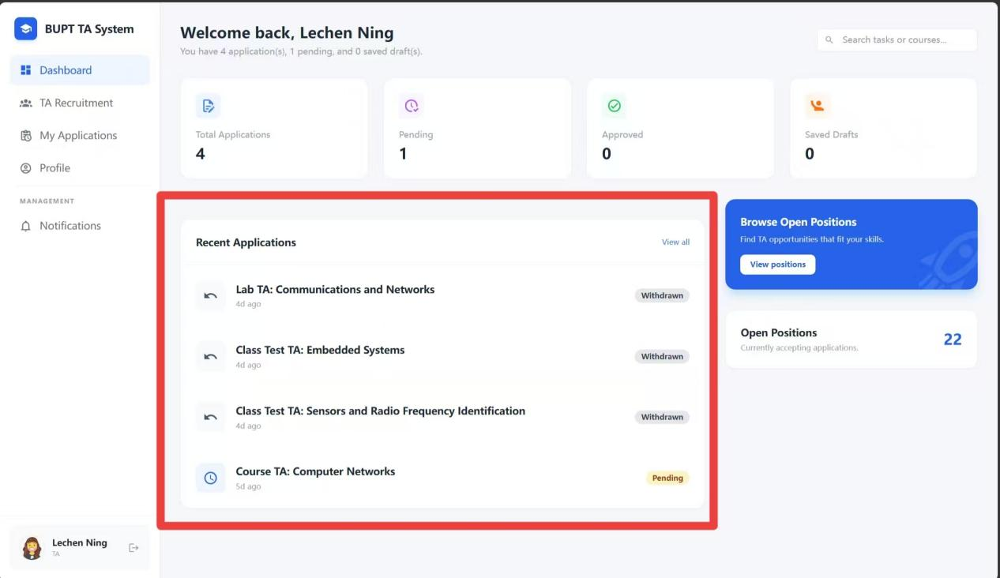 BUPT TA System
Dashboard
TA Recruitment
My Applications
Profile
MANAGEMENT
Notifications
Lechen Ning
TA
Welcome back, Lechen Ning
You have 4 application(s), 1 pending, and 0 saved draft(s).
Search tasks or courses...
Total Applications
4
Pending
1
Approved
0
Saved Drafts
0
Recent Applications
View all
Lab TA: Communications and Networks
4d ago
Withdrawn
Class Test TA: Embedded Systems
4d ago
Withdrawn
Class Test TA: Sensors and Radio Frequency Identification
4d ago
Withdrawn
Course TA: Computer Networks
5d ago
Pending
Browse Open Positions
Find TA opportunities that fit your skills.
View positions
Open Positions
Currently accepting applications.
22